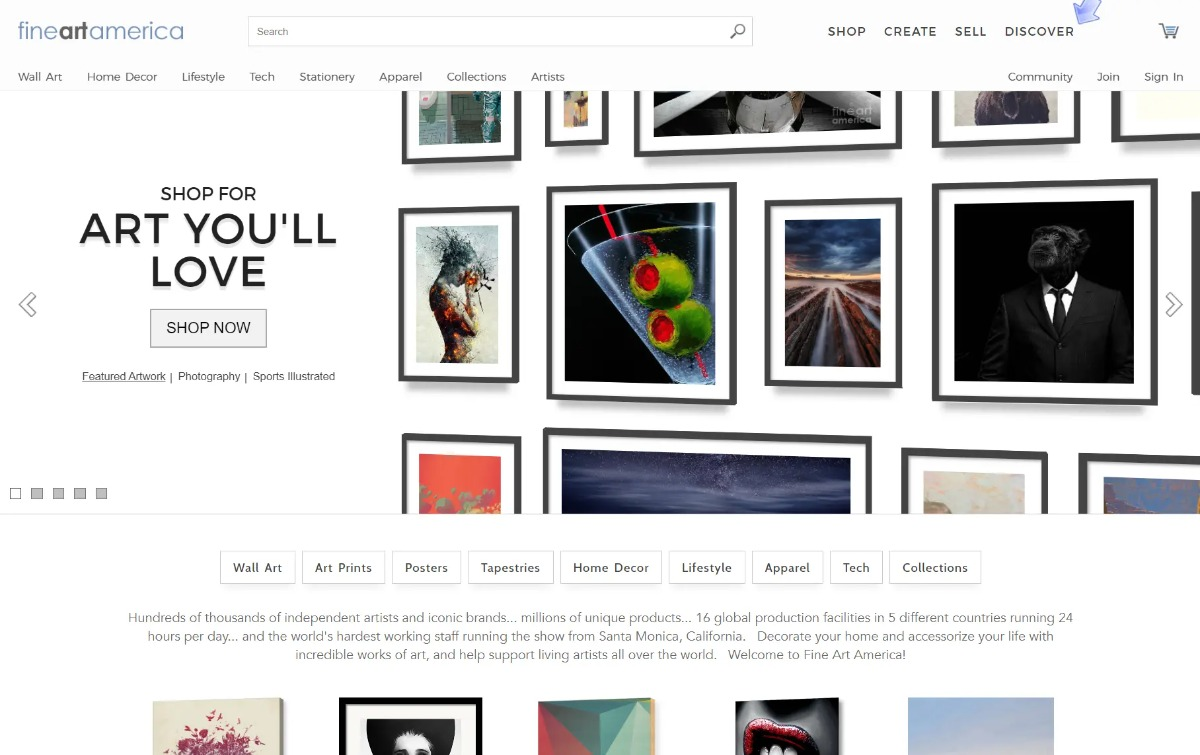 fineartamerica
Search
SHOP CREATE SELL DISCOVER
Wall Art Home Decor Lifestyle Tech Stationery Apparel Collections Artists
Community Join Sign In
fine art
america
SHOP FOR
ART YOU'LL
LOVE
SHOP NOW
Featured Artwork | Photography | Sports Illustrated
Wall Art Art Prints Posters Tapestries Home Decor Lifestyle Apparel Tech Collections
Hundreds of thousands of independent artists and iconic brands... millions of unique products... 16 global production facilities in 5 different countries running 24
hours per day... and the world's hardest working staff running the show from Santa Monica, California. Decorate your home and accessorize your life with
incredible works of art, and help support living artists all over the world. Welcome to Fine Art America!